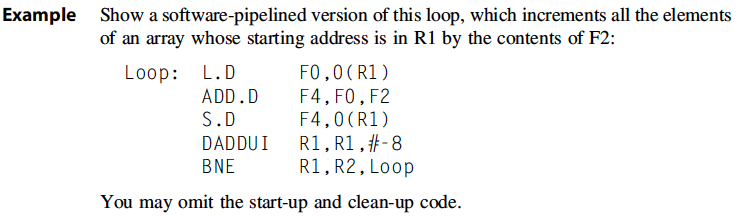 Example Show a software-pipelined version of this loop, which increments all the elements
of an array whose starting address is in R1 by the contents of F2:
Loop: L.D F0,0(R1)
ADD.D F4,F0,F2
S.D F4,0(R1)
DADDUI R1,R1,#-8
BNE R1,R2,Loop
You may omit the start-up and clean-up code.